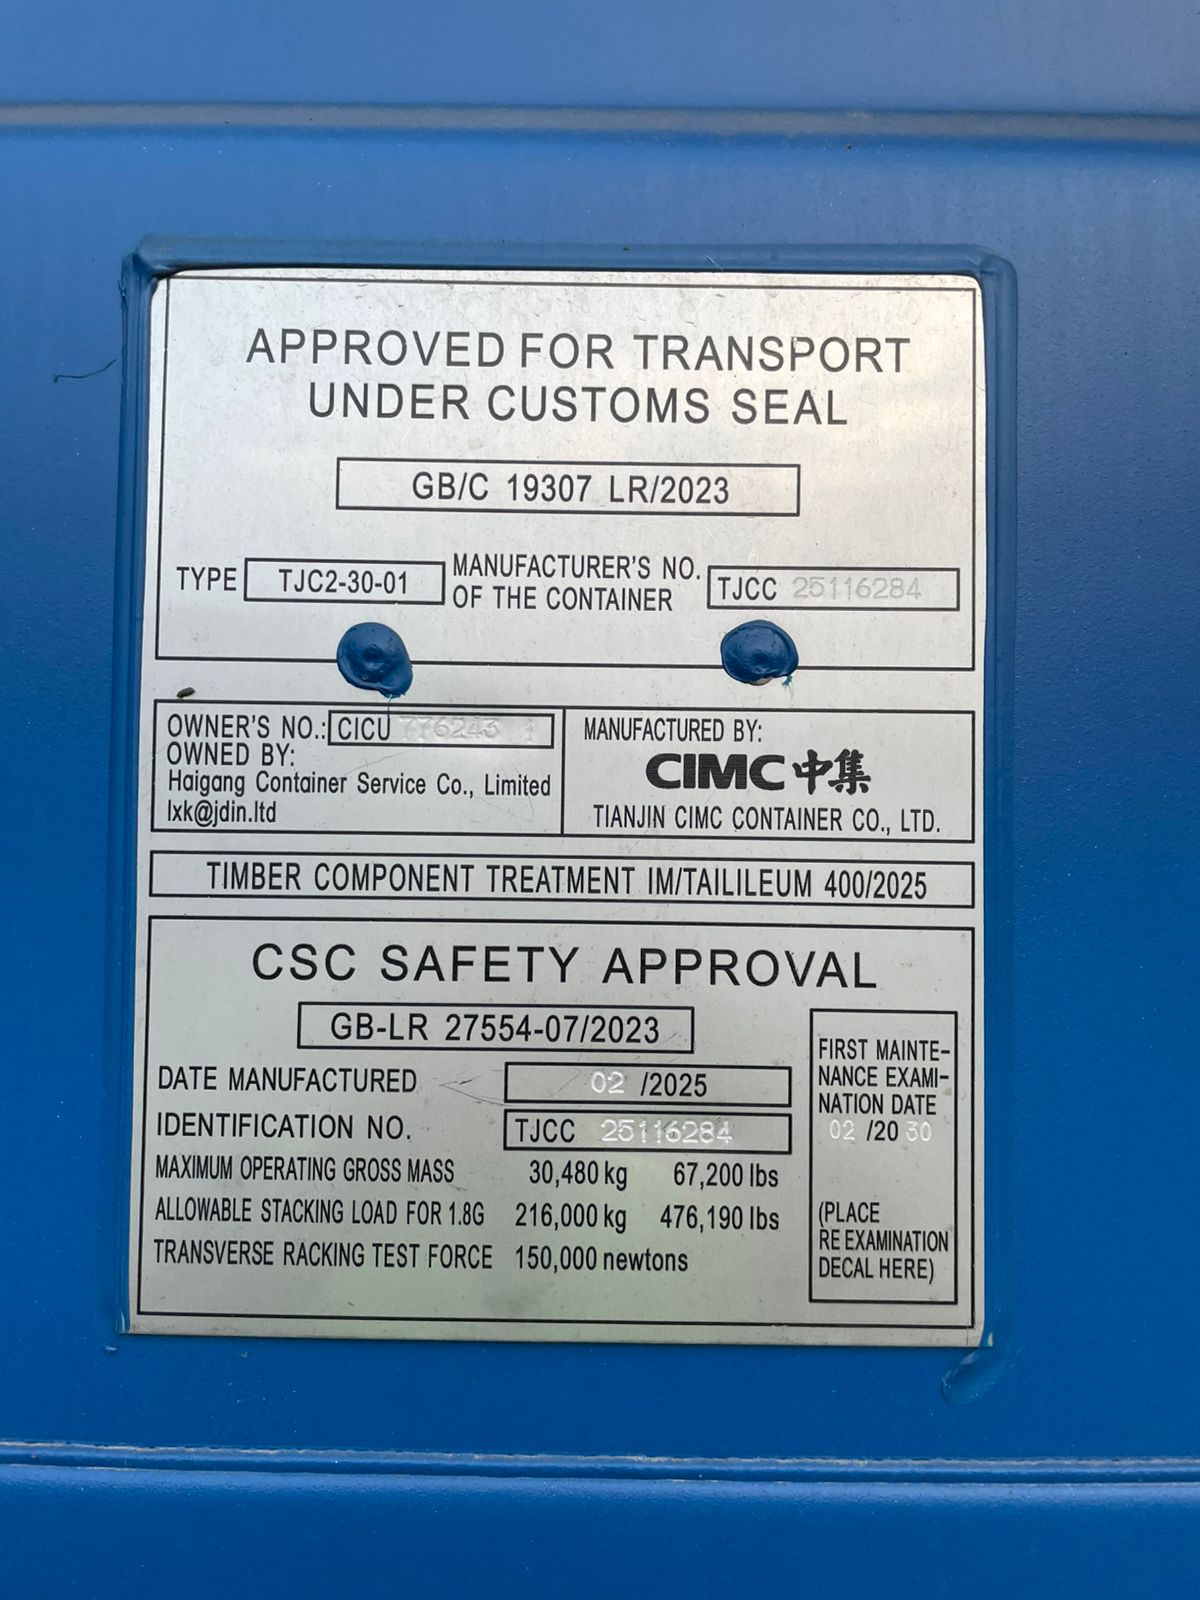 APPROVED FOR TRANSPORT
UNDER CUSTOMS SEAL
GB/C 19307 LR/2023
TYPE TJC2-30-01
MANUFACTURER'S NO.
OF THE CONTAINER
TJCC 25116284
OWNER'S NO.: CICU 776243 1
OWNED BY:
Haigang Container Service Co., Limited
lxk@jdin.ltd
MANUFACTURED BY:
CIMC 中集
TIANJIN CIMC CONTAINER CO., LTD.
TIMBER COMPONENT TREATMENT IM/TAILILEUM 400/2025
CSC SAFETY APPROVAL
GB-LR 27554-07/2023
DATE MANUFACTURED 02 /2025
IDENTIFICATION NO. TJCC 25116284
MAXIMUM OPERATING GROSS MASS 30,480 kg 67,200 lbs
ALLOWABLE STACKING LOAD FOR 1.8G 216,000 kg 476,190 lbs
TRANSVERSE RACKING TEST FORCE 150,000 newtons
FIRST MAINTE-
NANCE EXAMI-
NATION DATE
02 /20 30
(PLACE
RE EXAMINATION
DECAL HERE)